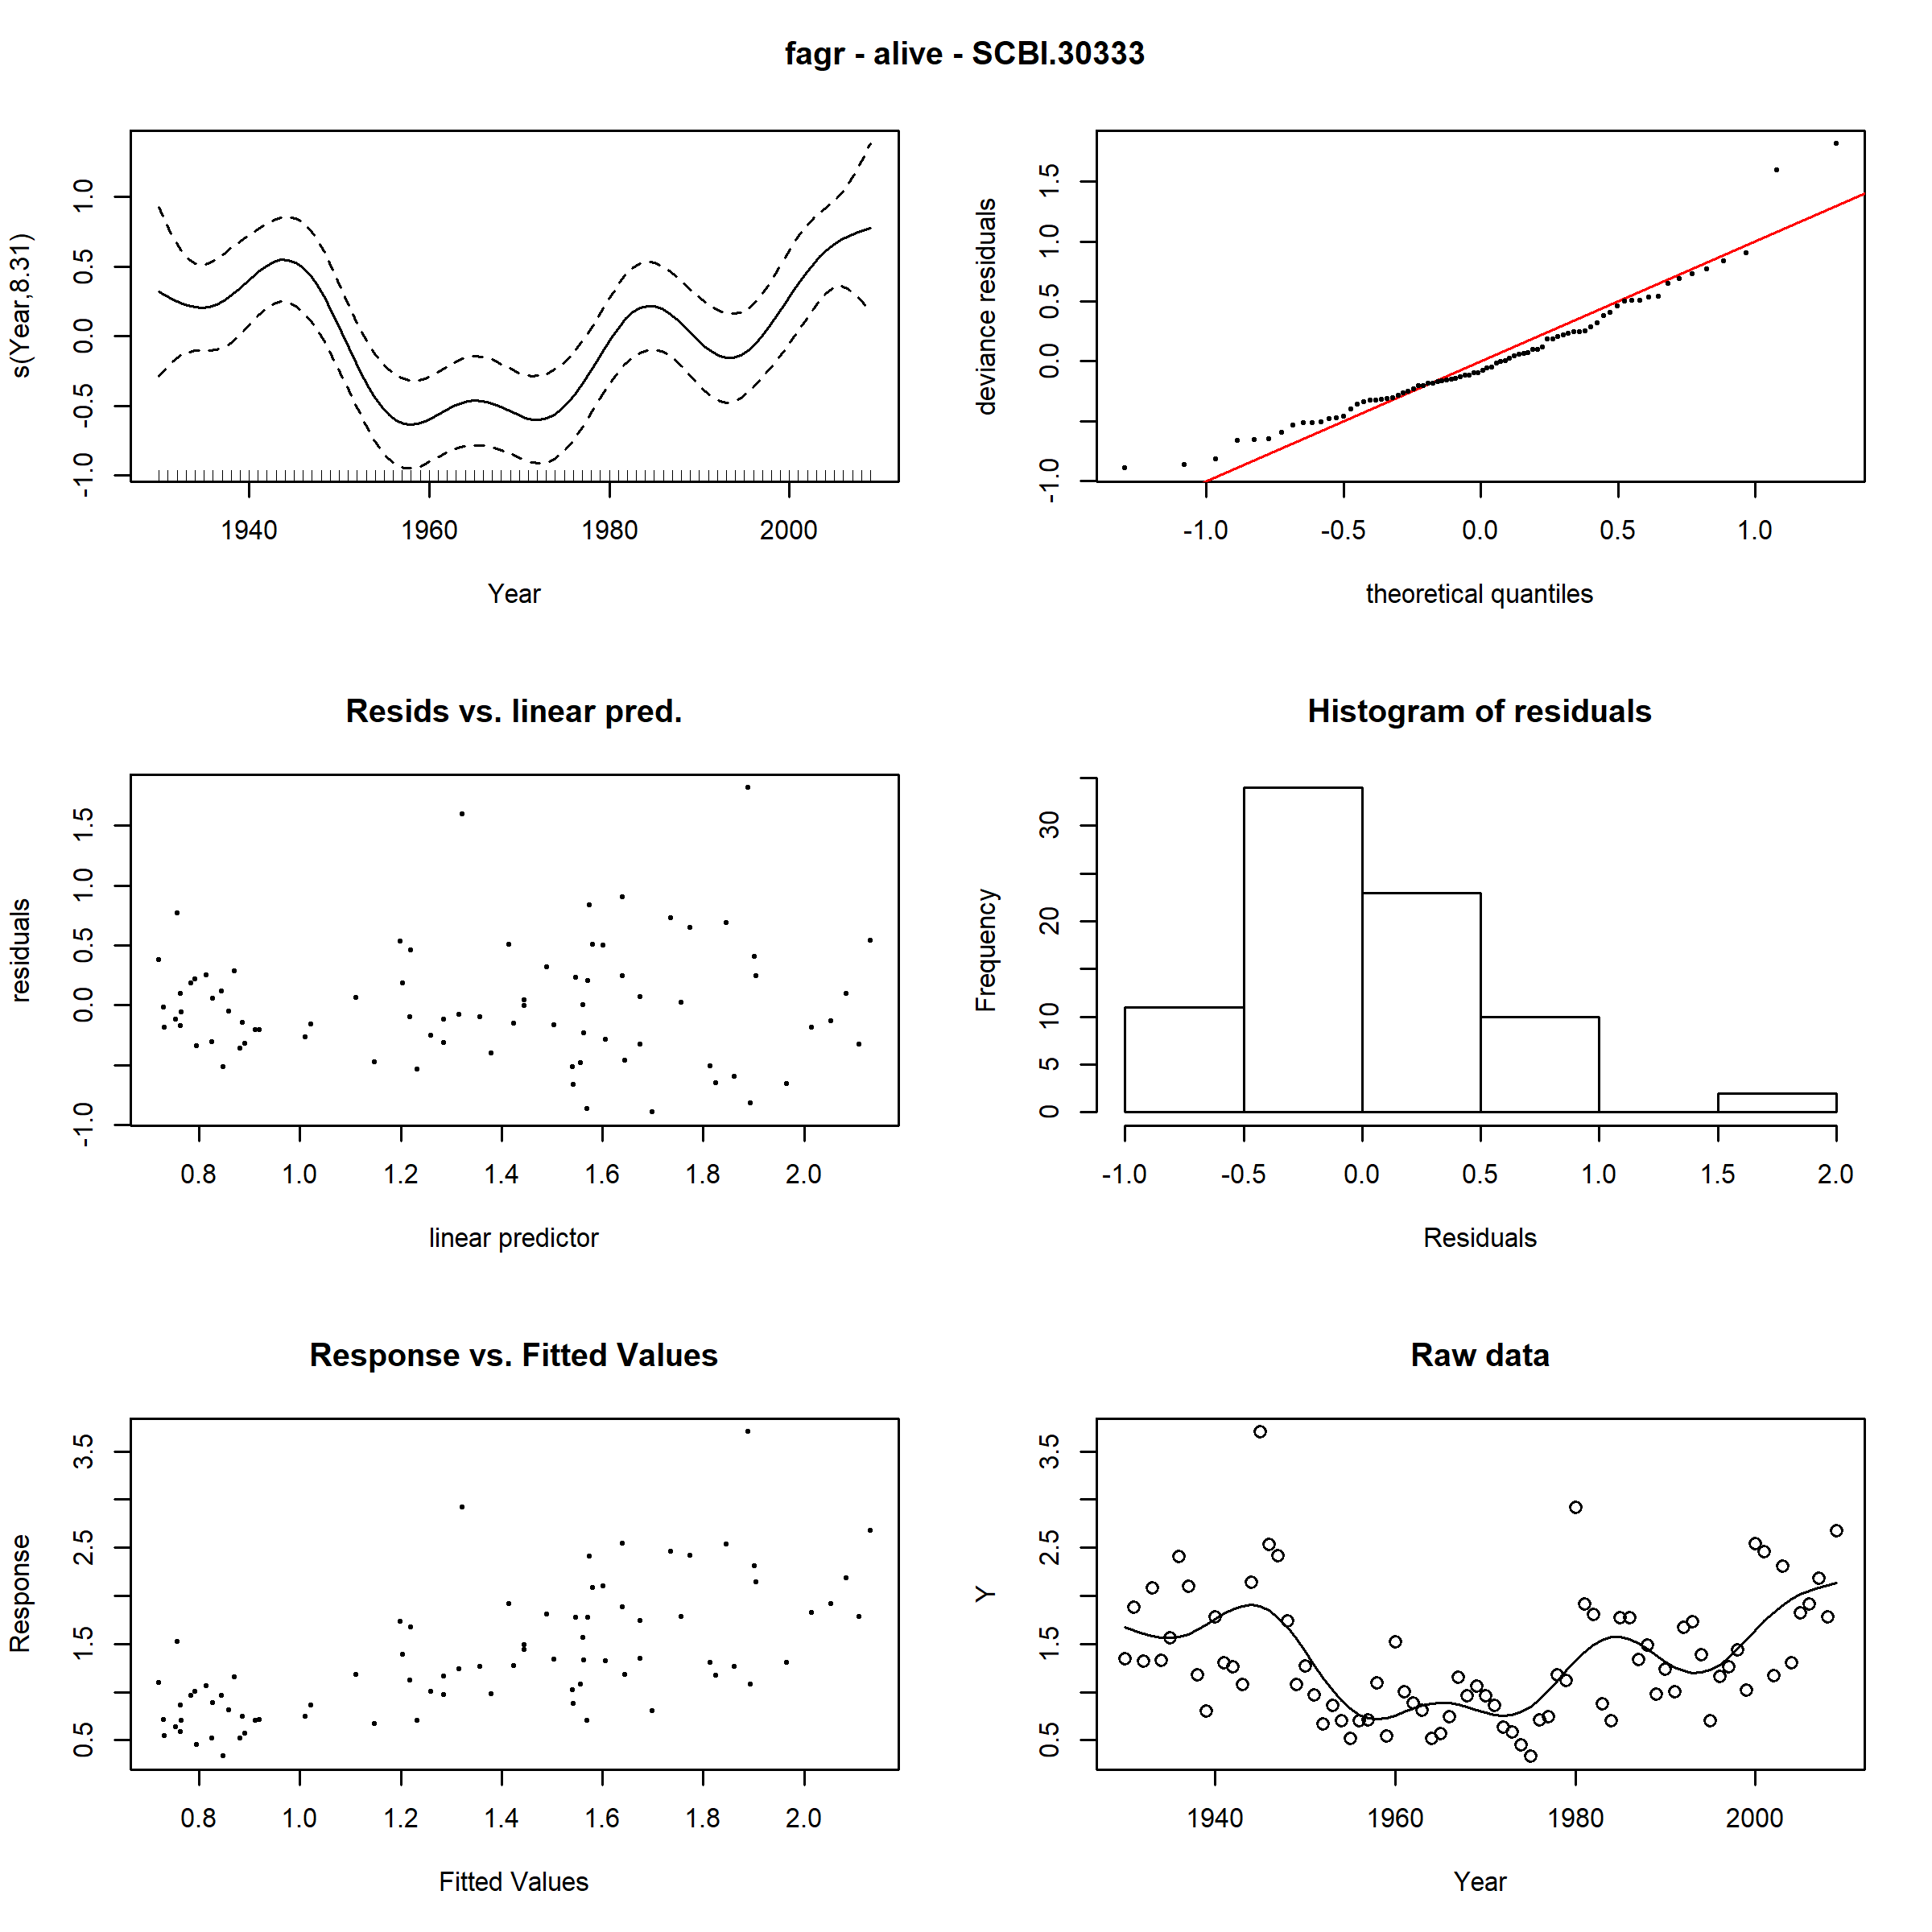 fagr - alive - SCBI.30333
s(Year,8.31)
-1.0 -0.5 0.0 0.5 1.0
1940 1960 1980 2000
Year
deviance residuals
-1.0 0.0 0.5 1.0 1.5
-1.0 -0.5 0.0 0.5 1.0
theoretical quantiles
Resids vs. linear pred.
residuals
-1.0 0.0 0.5 1.0 1.5
0.8 1.0 1.2 1.4 1.6 1.8 2.0
linear predictor
Histogram of residuals
Frequency
0 5 10 20 30
-1.0 -0.5 0.0 0.5 1.0 1.5 2.0
Residuals
Response vs. Fitted Values
Response
0.5 1.5 2.5 3.5
0.8 1.0 1.2 1.4 1.6 1.8 2.0
Fitted Values
Raw data
Y
0.5 1.5 2.5 3.5
1940 1960 1980 2000
Year